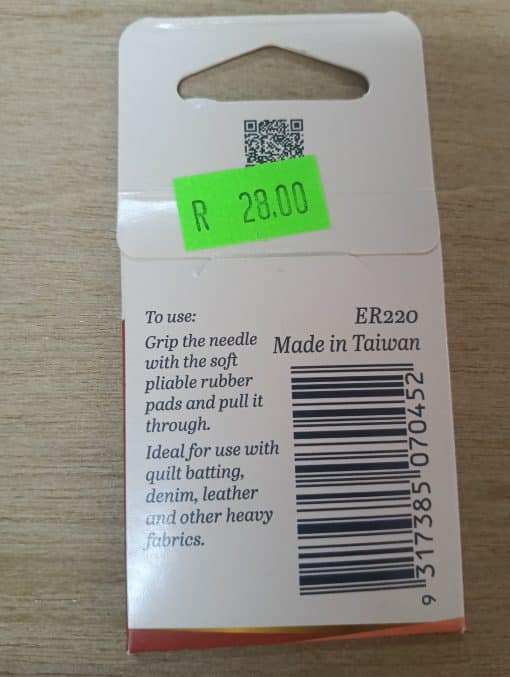 R 28.00
To use:
Grip the needle
with the soft
pliable rubber
pads and pull it
through.
Ideal for use with
quilt batting,
denim, leather
and other heavy
fabrics.
ER220
Made in Taiwan
9 317385 070452